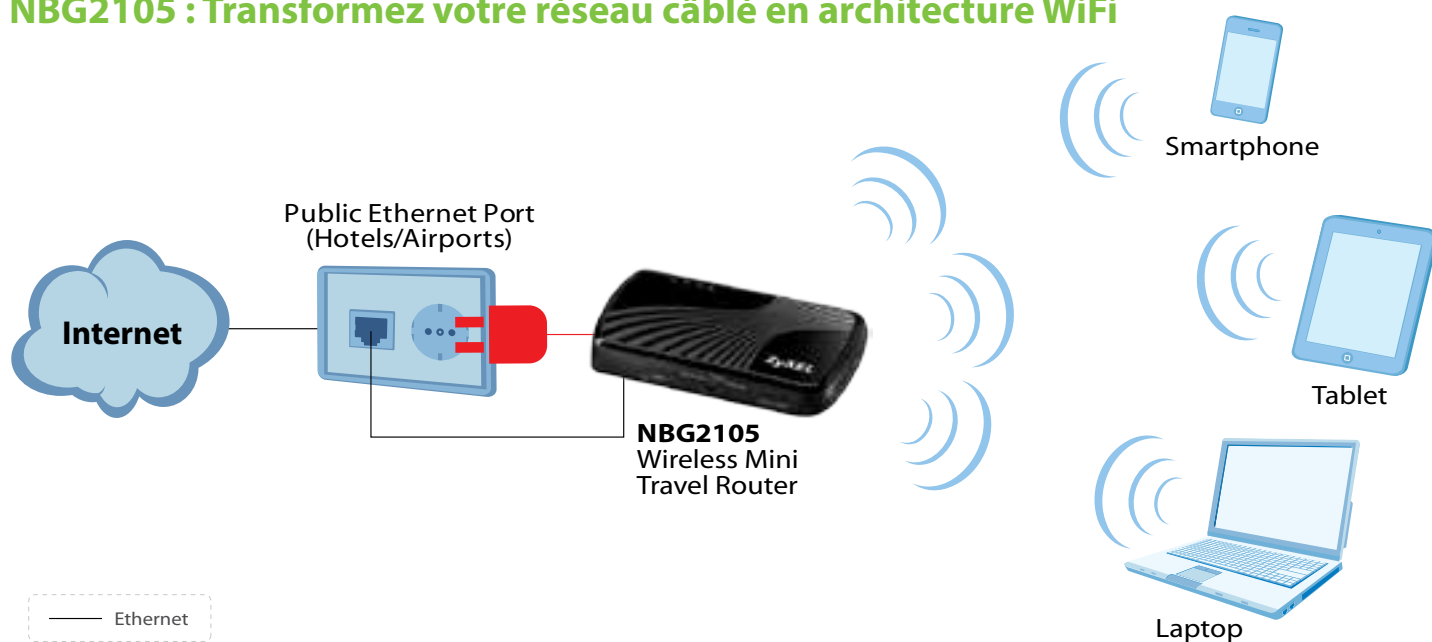 NBG2105 : Transformez votre réseau câblé en architecture WiFi
Smartphone
Public Ethernet Port
(Hotels/Airports)
Internet
ZyXEL
Tablet
NBG2105
Wireless Mini
Travel Router
Ethernet
Laptop